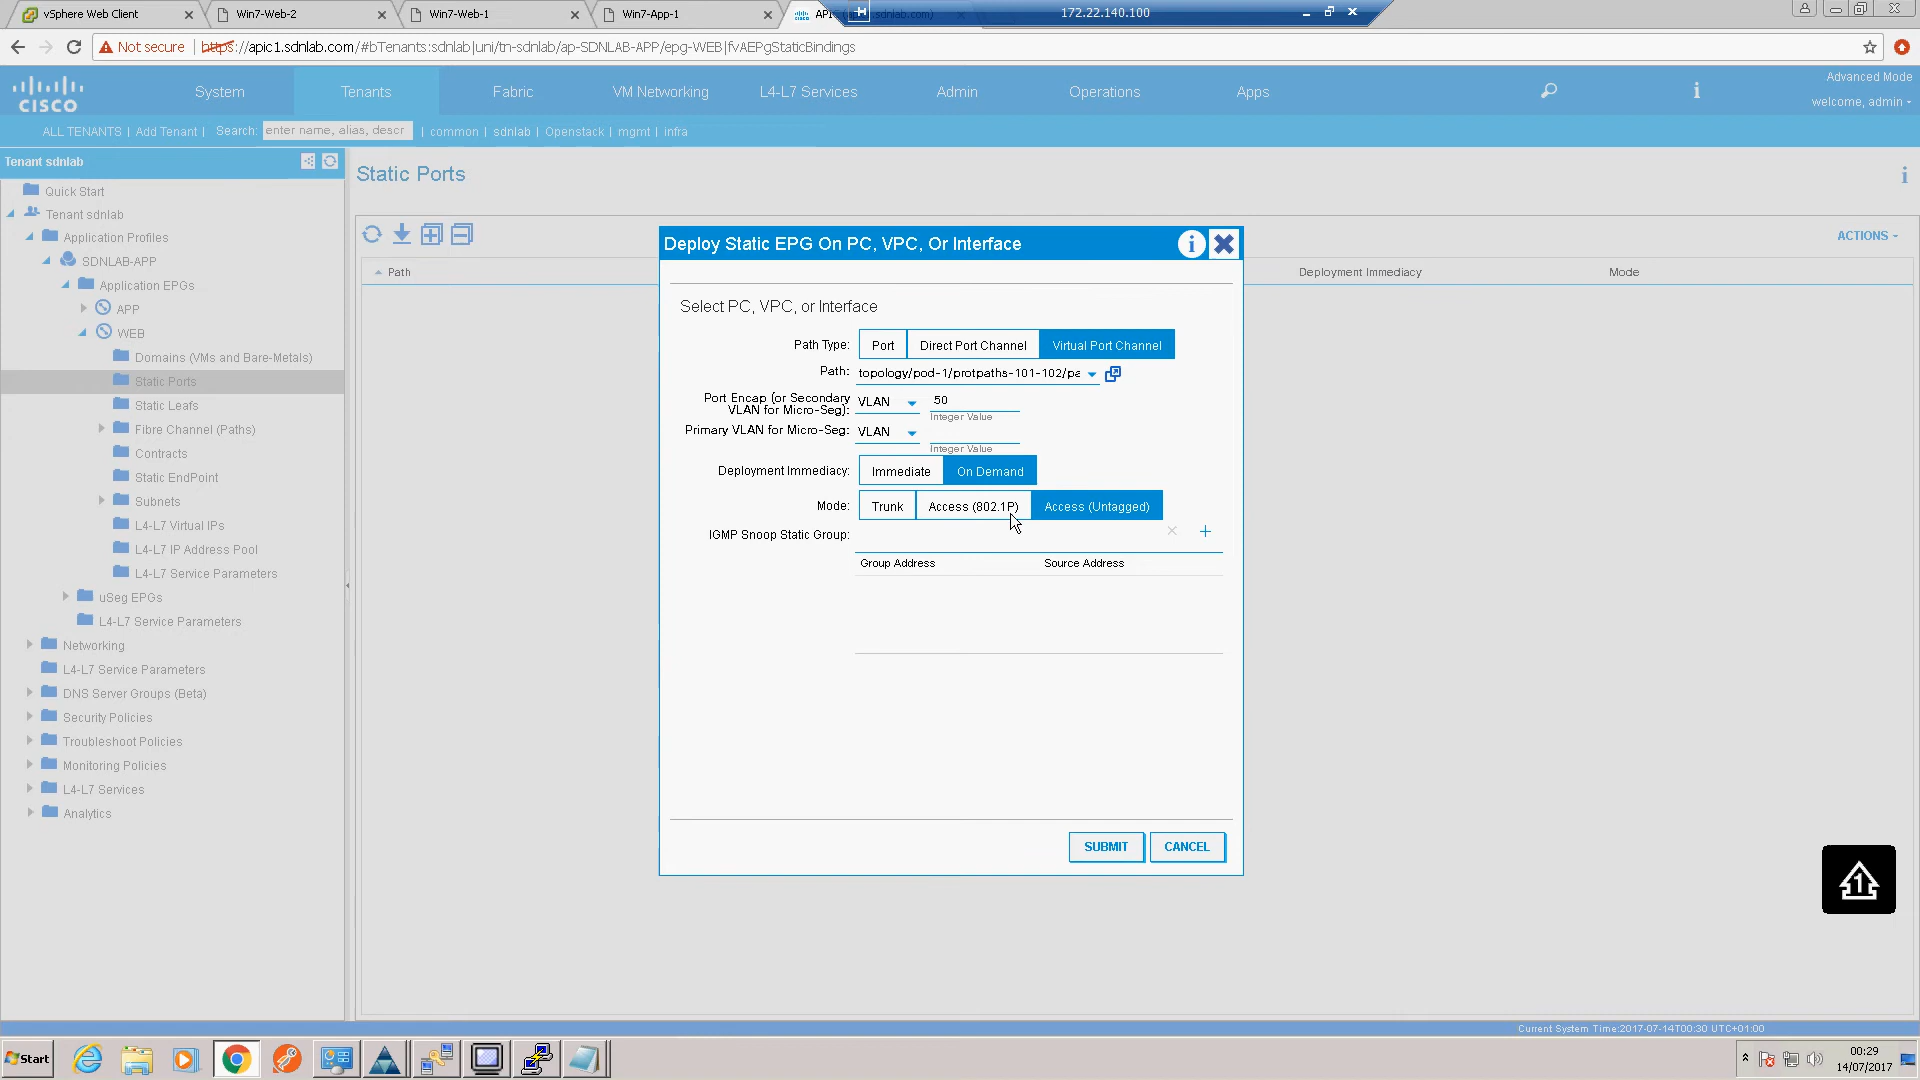 vSphere Web Client
Win7-Web-2
Win7-Web-1
Win7-App-1
172.22.140.100
Not secure
https://apic1.sdnlab.com/#bTenants:sdnlab|uni/tn-sdnlab/ap-SDNLAB-APP/epg-WEB|fvAEPgStaticBindings
CISCO
System
Tenants
Fabric
VM Networking
L4-L7 Services
Admin
Operations
Apps
Advanced Mode
welcome, admin
ALL TENANTS | Add Tenant | Search: enter name, alias, descr | common | sdnlab | Openstack | mgmt | infra
Tenant sdnlab
Quick Start
Tenant sdnlab
Application Profiles
SDNLAB-APP
Application EPGs
APP
WEB
Domains (VMs and Bare-Metals)
Static Ports
Static Leafs
Fibre Channel (Paths)
Contracts
Static EndPoint
Subnets
L4-L7 Virtual IPs
L4-L7 IP Address Pool
L4-L7 Service Parameters
uSeg EPGs
L4-L7 Service Parameters
Networking
L4-L7 Service Parameters
DNS Server Groups (Beta)
Security Policies
Troubleshoot Policies
Monitoring Policies
L4-L7 Services
Analytics
Static Ports
ACTIONS
Path
Deployment Immediacy
Mode
Deploy Static EPG On PC, VPC, Or Interface
Select PC, VPC, or Interface
Path Type: Port Direct Port Channel Virtual Port Channel
Path: topology/pod-1/protpaths-101-102/pa
Port Encap (or Secondary VLAN for Micro-Seg): VLAN 50
Integer Value
Primary VLAN for Micro-Seg: VLAN
Integer Value
Deployment Immediacy: Immediate On Demand
Mode: Trunk Access (802.1P) Access (Untagged)
IGMP Snoop Static Group:
Group Address
Source Address
SUBMIT
CANCEL
1
Current System Time:2017-07-14T00:30 UTC+01:00
Start
00:29
14/07/2017